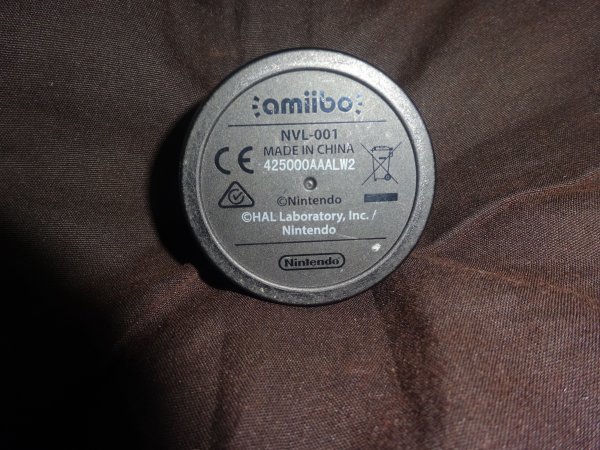 amiibo
NVL-001
MADE IN CHINA
CE 425000AAALW2
©Nintendo
©HAL Laboratory, Inc. /
Nintendo
Nintendo